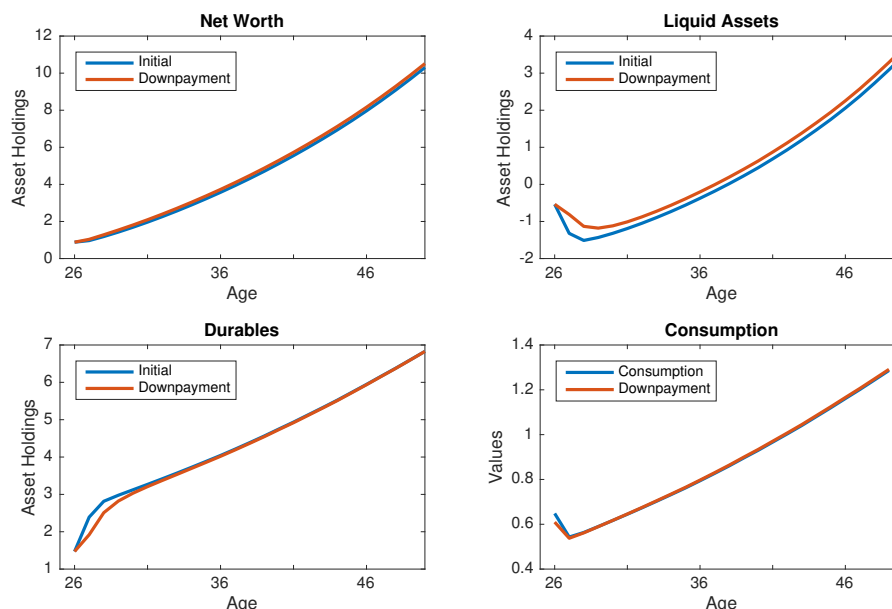 Net Worth
12
10
8
6
4
2
0
Asset Holdings
Initial
Downpayment
26
36
46
Age
Liquid Assets
4
3
2
1
0
-1
-2
Asset Holdings
Initial
Downpayment
26
36
46
Age
Durables
7
6
5
4
3
2
1
Asset Holdings
Initial
Downpayment
26
36
46
Age
Consumption
1.4
1.2
1
0.8
0.6
0.4
Values
Consumption
Downpayment
26
36
46
Age